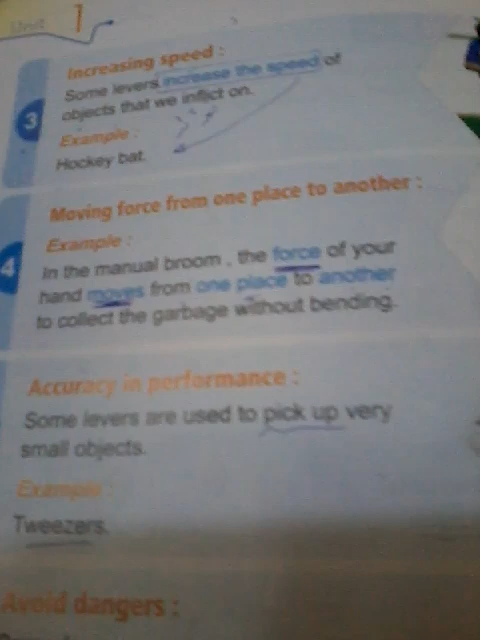 Unit 1
Increasing speed :
Some levers increase the speed of
objects that we inflict on.
3
Example :
Hockey bat.
Moving force from one place to another :
4
Example :
In the manual broom , the force of your
hand moves from one place to another
to collect the garbage without bending.
Accuracy in performance :
Some levers are used to pick up very
small objects.
Example :
Tweezers.
Avoid dangers :